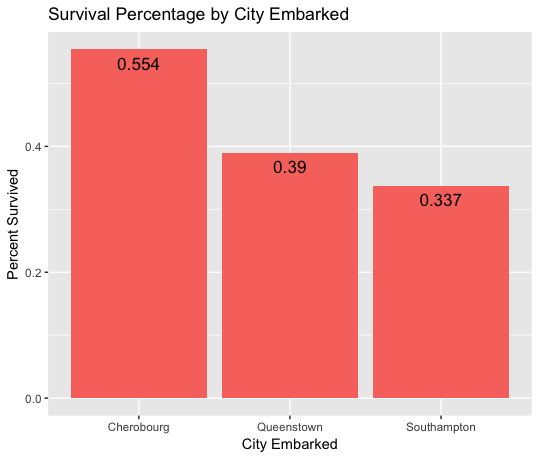 Survival Percentage by City Embarked
0.554
0.39
0.337
0.4
0.2
0.0
Percent Survived
Cherobourg
Queenstown
Southampton
City Embarked